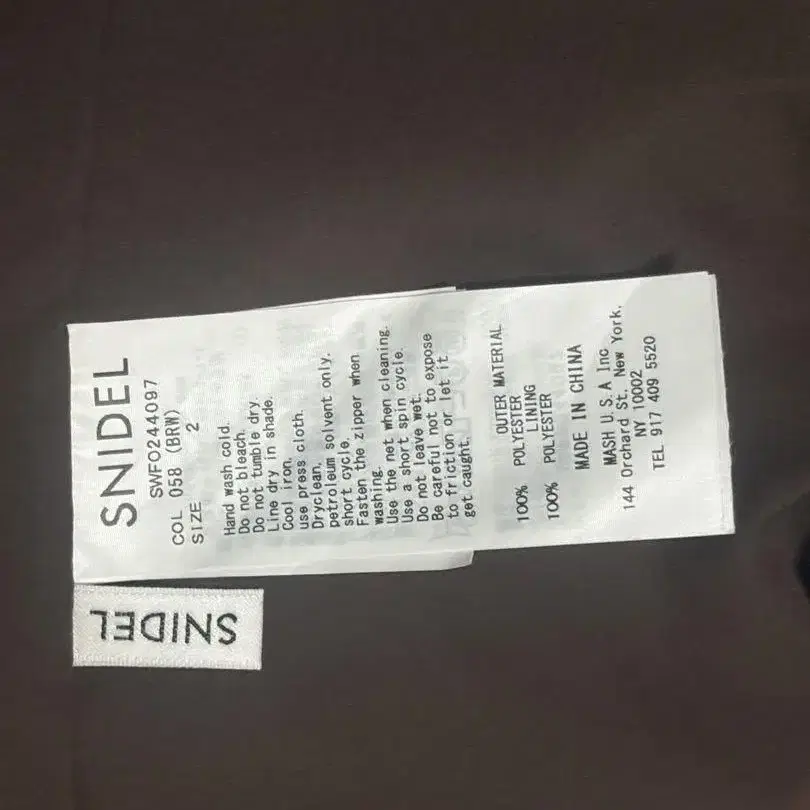 SNIDEL
SWFO244097
COL 058 (BRW)
SIZE 2
Hand wash cold.
Do not bleach.
Do not tumble dry.
Line dry in shade.
Cool iron.
use press cloth.
Dryclean,
petroleum solvent only,
short cycle.
Fasten the zipper when
washing.
Use the net when cleaning.
Use a short spin cycle.
Do not leave wet.
Be careful not to expose
to friction or let it
get caught.
OUTER MATERIAL
100% POLYESTER
LINING
100% POLYESTER
MADE IN CHINA
MASH U.S.A Inc
144 Orchard St. New York,
NY 10002
TEL 917 409 5520
SNIDEL